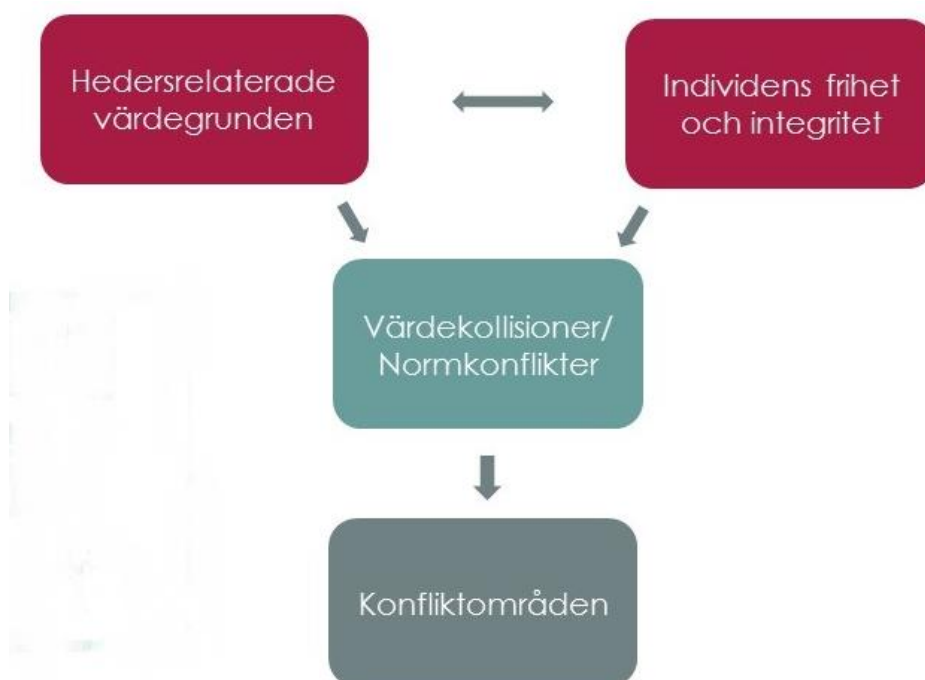 Hedersrelaterade
värdegrunden
Individens frihet
och integritet
Värdekollisioner/
Normkonflikter
Konfliktområden